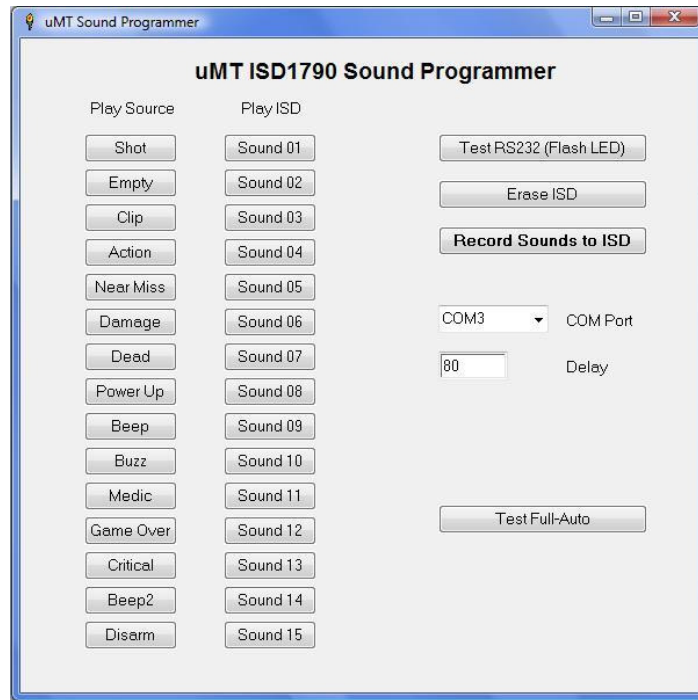 uMT Sound Programmer
uMT ISD1790 Sound Programmer
Play Source Play ISD
Shot Sound 01 Test RS232 (Flash LED)
Empty Sound 02 Erase ISD
Clip Sound 03
Record Sounds to ISD
Action Sound 04
Near Miss Sound 05
Damage Sound 06 COM3 COM Port
Dead Sound 07 80 Delay
Power Up Sound 08
Beep Sound 09
Buzz Sound 10
Medic Sound 11
Game Over Sound 12 Test Full-Auto
Critical Sound 13
Beep2 Sound 14
Disarm Sound 15